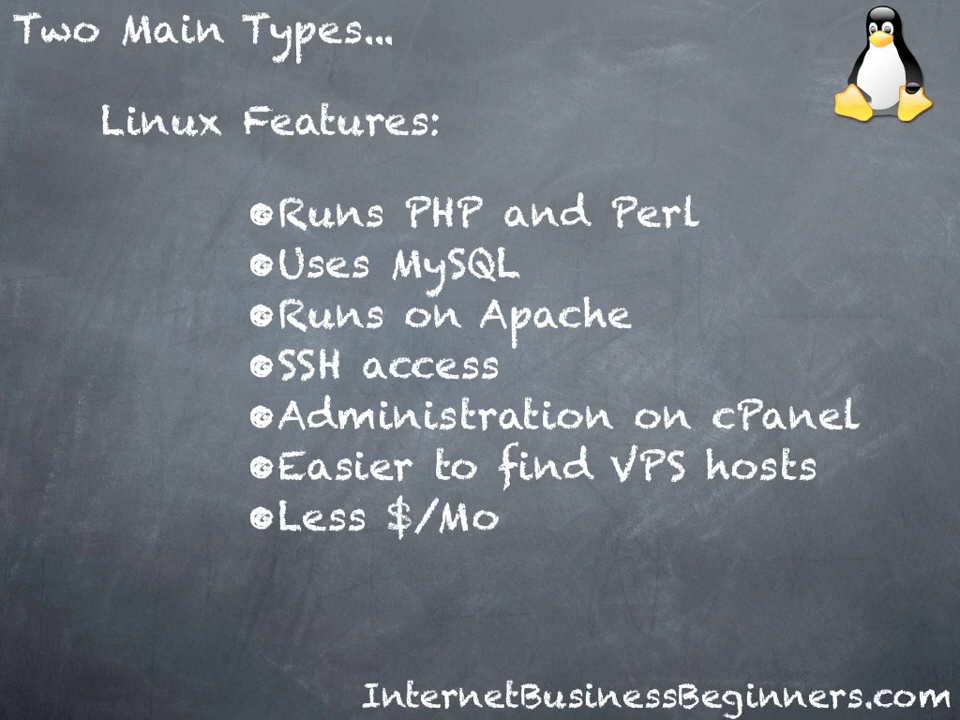 Two Main Types...
Linux Features:
Runs PHP and Perl
Uses MySQL
Runs on Apache
SSH access
Administration on cPanel
Easier to find VPS hosts
Less $/Mo
InternetBusinessBeginners.com